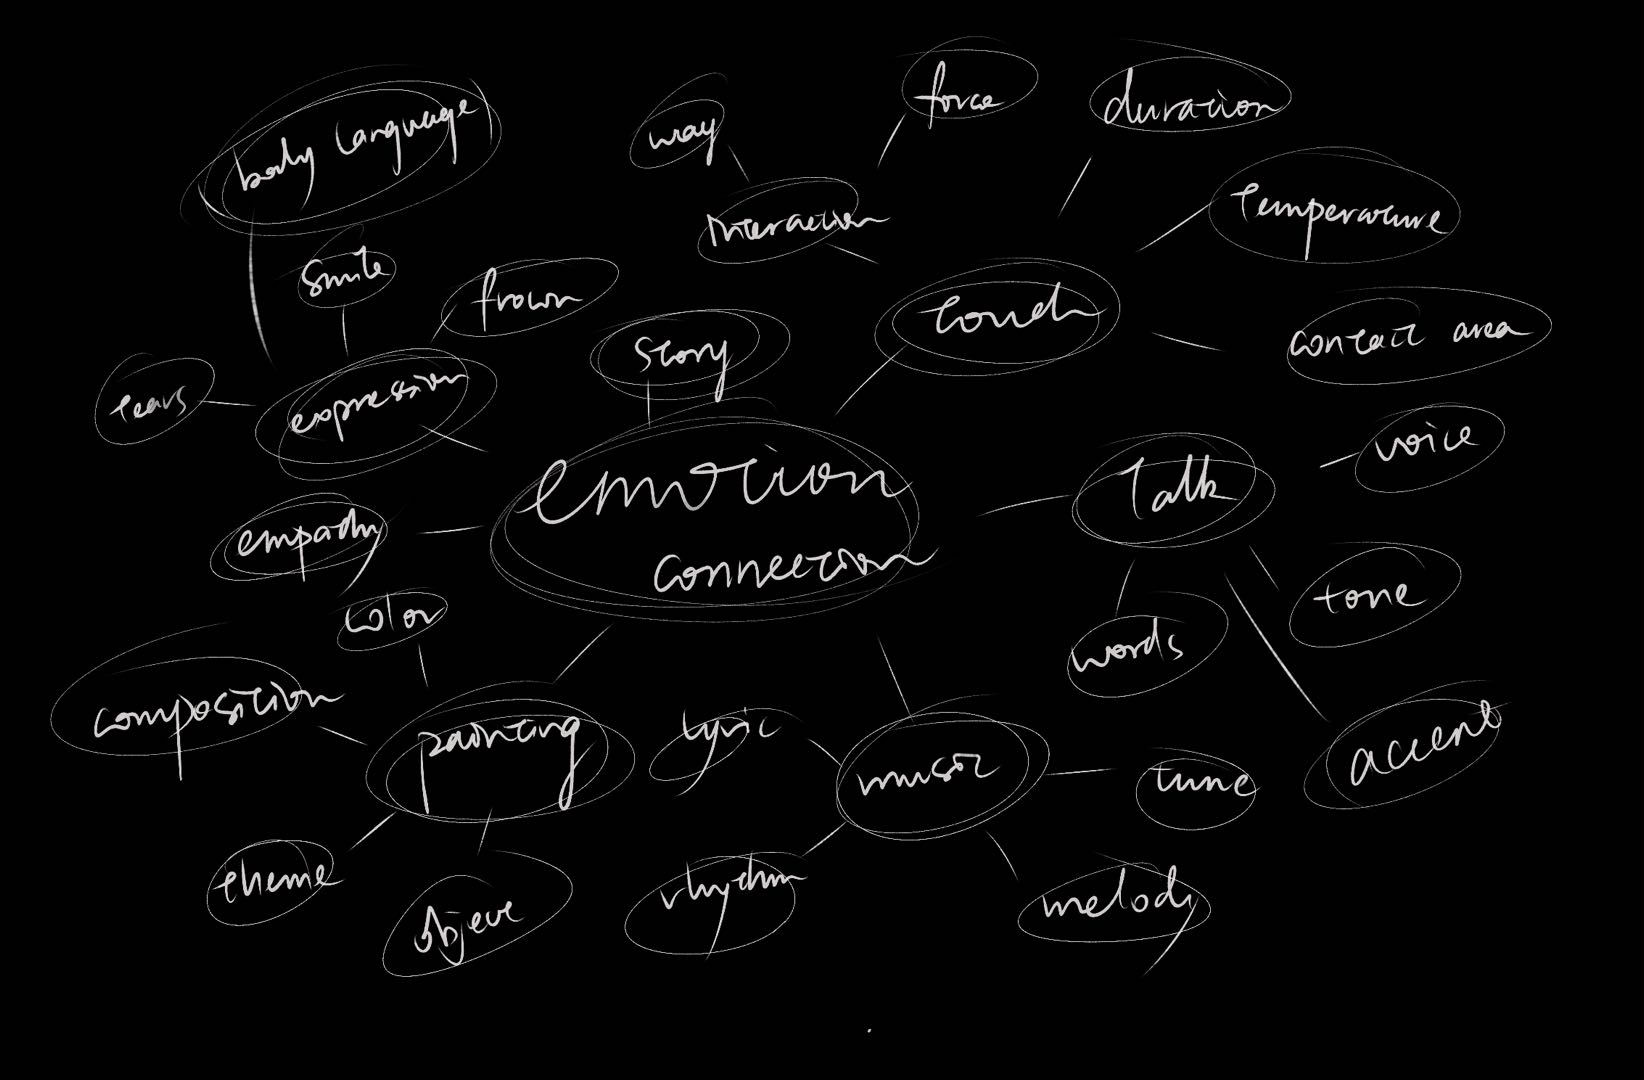 force
duration
way
body language
Interaction
Temperature
smile
frown
touch
contact area
story
tears
expression
voice
emotion
connection
Talk
empathy
color
tone
words
composition
painting
lyric
music
tune
accent
theme
object
rhythm
melody